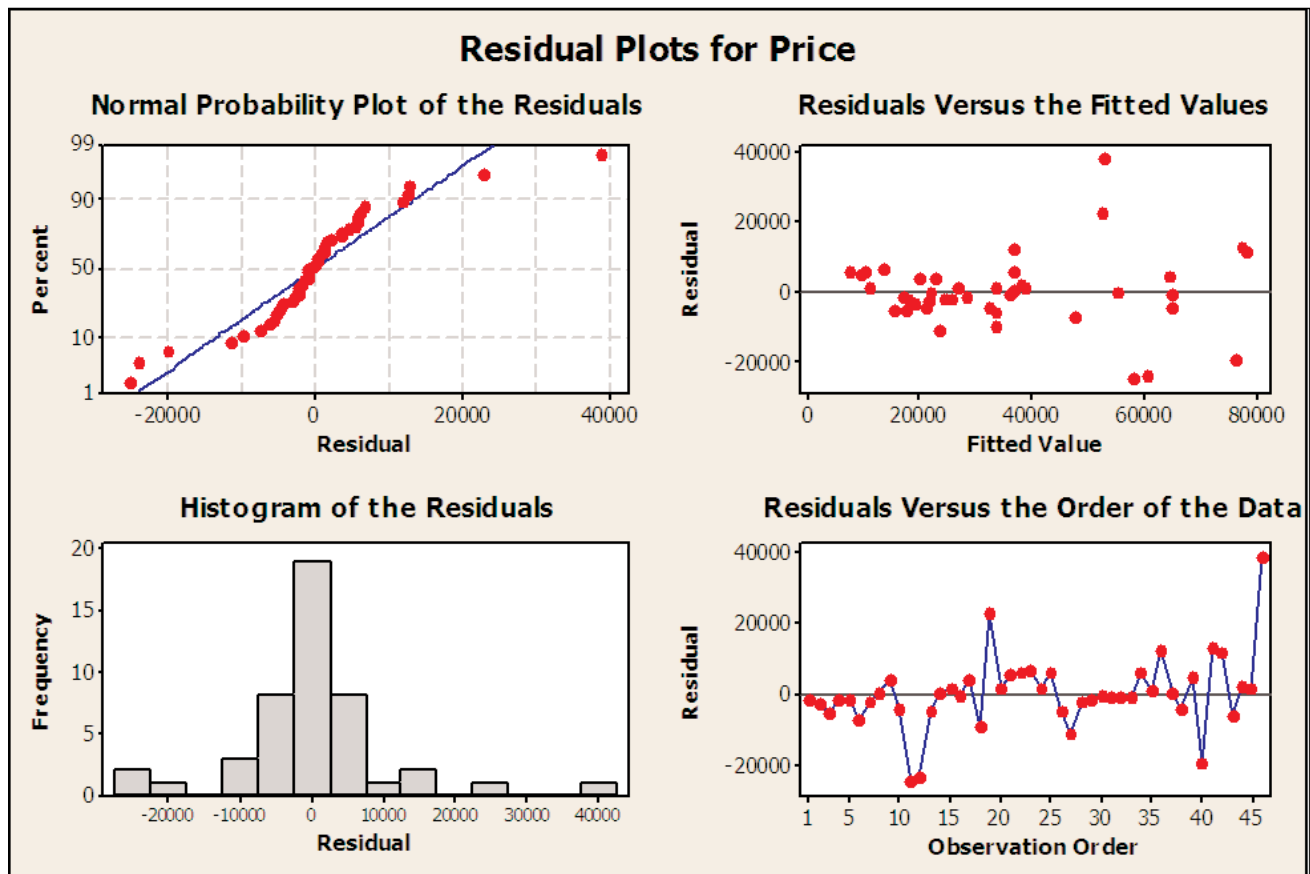 Residual Plots for Price
Normal Probability Plot of the Residuals
99
90
50
10
1
Percent
-20000 0 20000 40000
Residual
Residuals Versus the Fitted Values
40000
20000
0
-20000
Residual
0 20000 40000 60000 80000
Fitted Value
Histogram of the Residuals
20
15
10
5
0
Frequency
-20000 -10000 0 10000 20000 30000 40000
Residual
Residuals Versus the Order of the Data
40000
20000
0
-20000
Residual
1 5 10 15 20 25 30 35 40 45
Observation Order